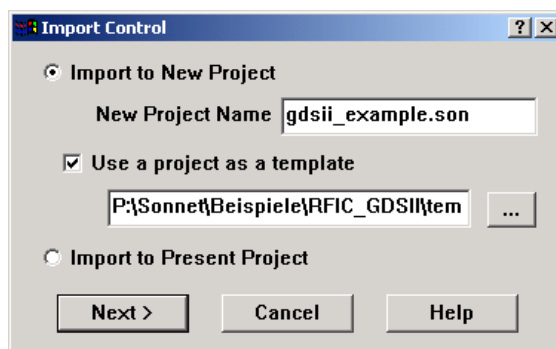 Import Control
Import to New Project
New Project Name gdsii_example.son
Use a project as a template
P:\Sonnet\Beispiele\RFIC_GDSII\tem ...
Import to Present Project
Next > Cancel Help